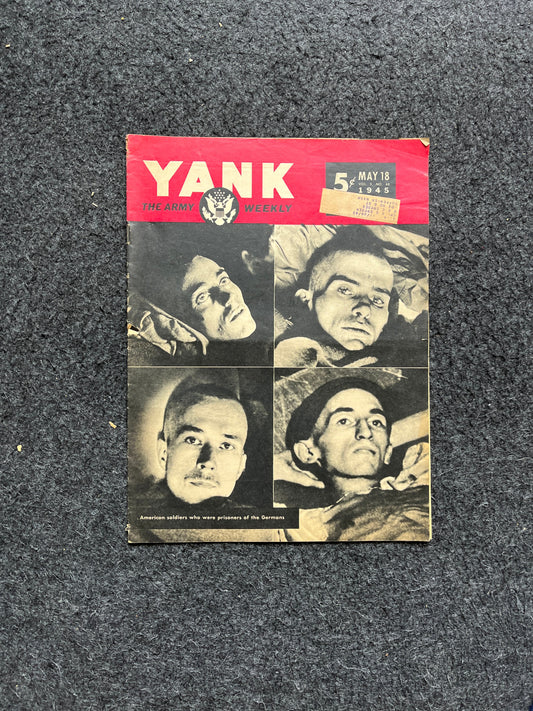 YANK
THE ARMY WEEKLY
5¢ MAY 18
1945
American soldiers who were prisoners of the Germans